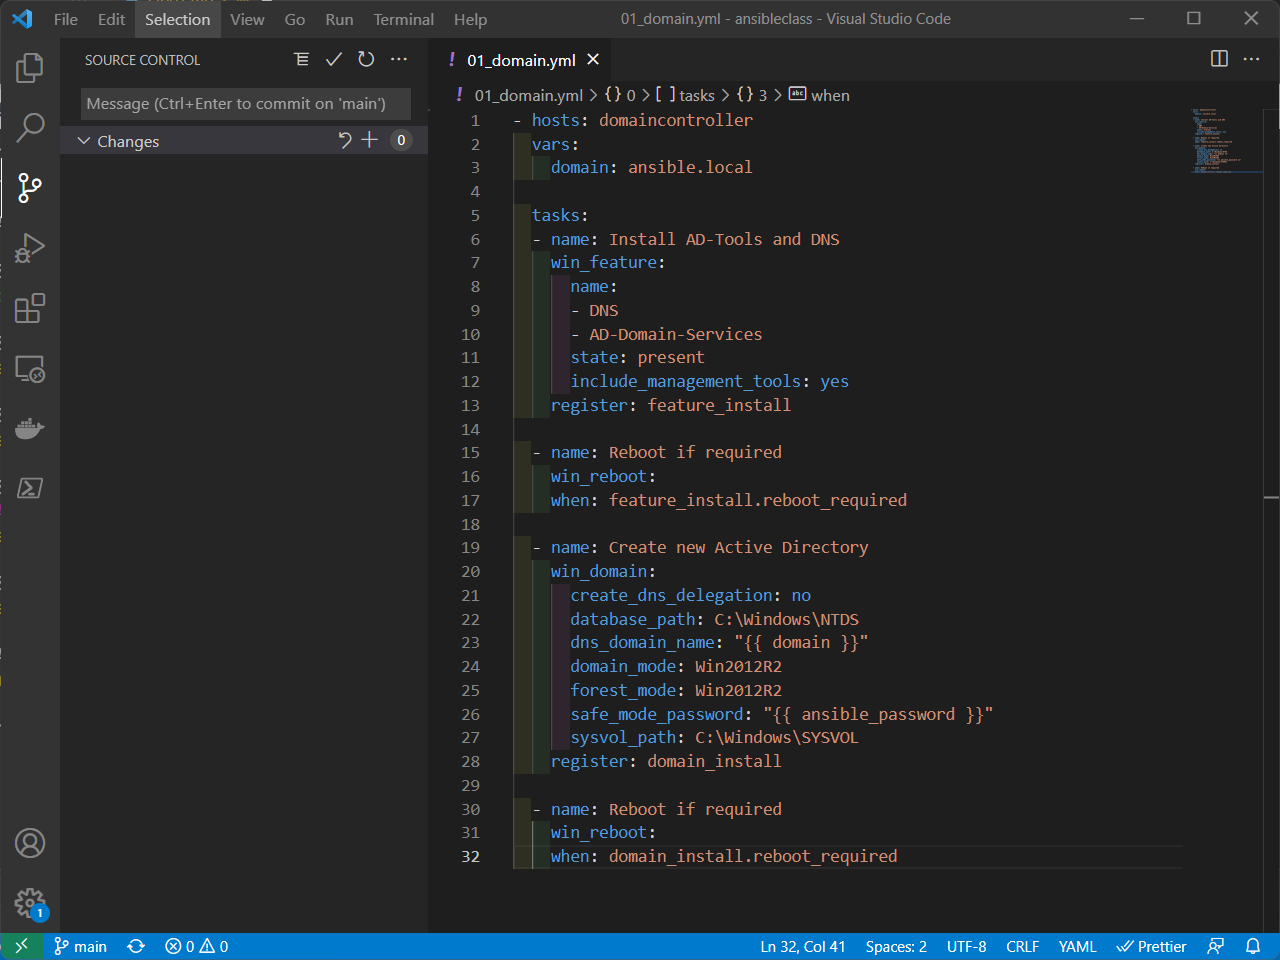 File Edit Selection View Go Run Terminal Help 01_domain.yml - ansibleclass - Visual Studio Code
SOURCE CONTROL
Message (Ctrl+Enter to commit on 'main')
Changes 0
01_domain.yml
01_domain.yml > {} 0 > [ ] tasks > {} 3 > abc when
1 - hosts: domaincontroller
2 vars:
3 domain: ansible.local
4
5 tasks:
6 - name: Install AD-Tools and DNS
7 win_feature:
8 name:
9 - DNS
10 - AD-Domain-Services
11 state: present
12 include_management_tools: yes
13 register: feature_install
14
15 - name: Reboot if required
16 win_reboot:
17 when: feature_install.reboot_required
18
19 - name: Create new Active Directory
20 win_domain:
21 create_dns_delegation: no
22 database_path: C:\Windows\NTDS
23 dns_domain_name: "{{ domain }}"
24 domain_mode: Win2012R2
25 forest_mode: Win2012R2
26 safe_mode_password: "{{ ansible_password }}"
27 sysvol_path: C:\Windows\SYSVOL
28 register: domain_install
29
30 - name: Reboot if required
31 win_reboot:
32 when: domain_install.reboot_required
1
main 0 0 Ln 32, Col 41 Spaces: 2 UTF-8 CRLF YAML Prettier